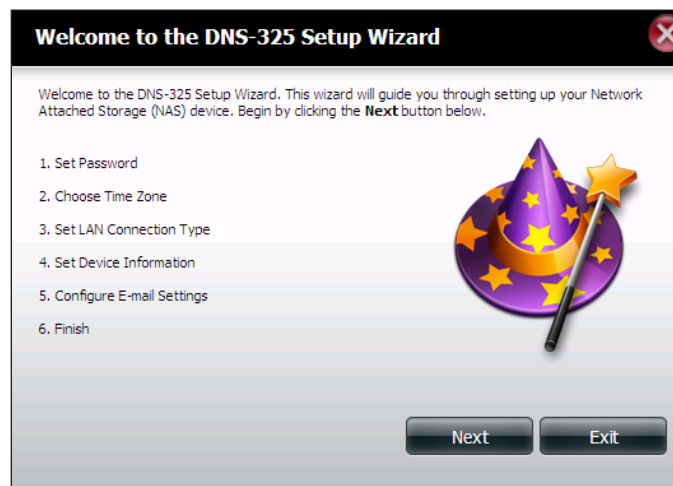 Welcome to the DNS-325 Setup Wizard
Welcome to the DNS-325 Setup Wizard. This wizard will guide you through setting up your Network
Attached Storage (NAS) device. Begin by clicking the Next button below.
1. Set Password
2. Choose Time Zone
3. Set LAN Connection Type
4. Set Device Information
5. Configure E-mail Settings
6. Finish
Next Exit